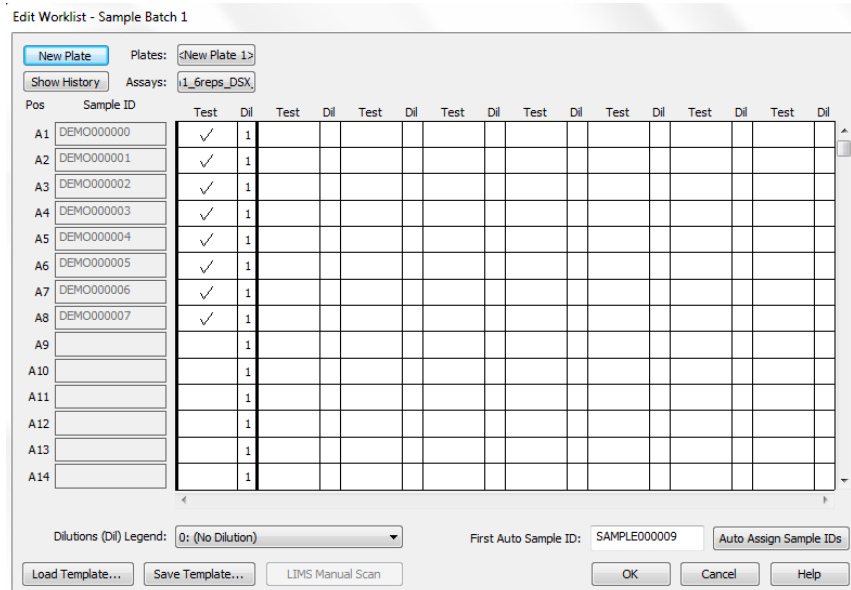 Edit Worklist - Sample Batch 1
New Plate Plates: <New Plate 1>
Show History Assays: 1_6reps_DSX
Pos Sample ID Test Dil Test Dil Test Dil Test Dil Test Dil Test Dil Test Dil Test Dil
A1 DEMO000000 ✓ 1
A2 DEMO000001 ✓ 1
A3 DEMO000002 ✓ 1
A4 DEMO000003 ✓ 1
A5 DEMO000004 ✓ 1
A6 DEMO000005 ✓ 1
A7 DEMO000006 ✓ 1
A8 DEMO000007 ✓ 1
A9 1
A10 1
A11 1
A12 1
A13 1
A14 1
Dilutions (Dil) Legend: 0: (No Dilution) First Auto Sample ID: SAMPLE000009 Auto Assign Sample IDs
Load Template... Save Template... LIMS Manual Scan OK Cancel Help